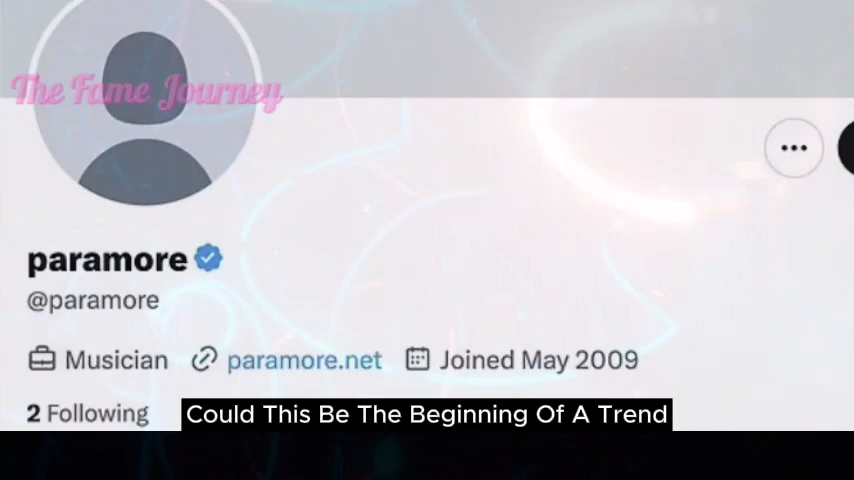 The Fame Journey
paramore
@paramore
Musician paramore.net Joined May 2009
2 Following
Could This Be The Beginning Of A Trend